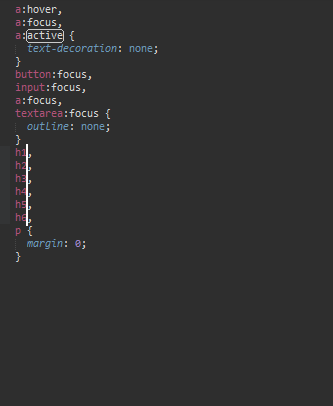 a:hover,
a:focus,
a:active {
text-decoration: none;
}
button:focus,
input:focus,
a:focus,
textarea:focus {
outline: none;
}
h1,
h2,
h3,
h4,
h5,
h6,
p {
margin: 0;
}